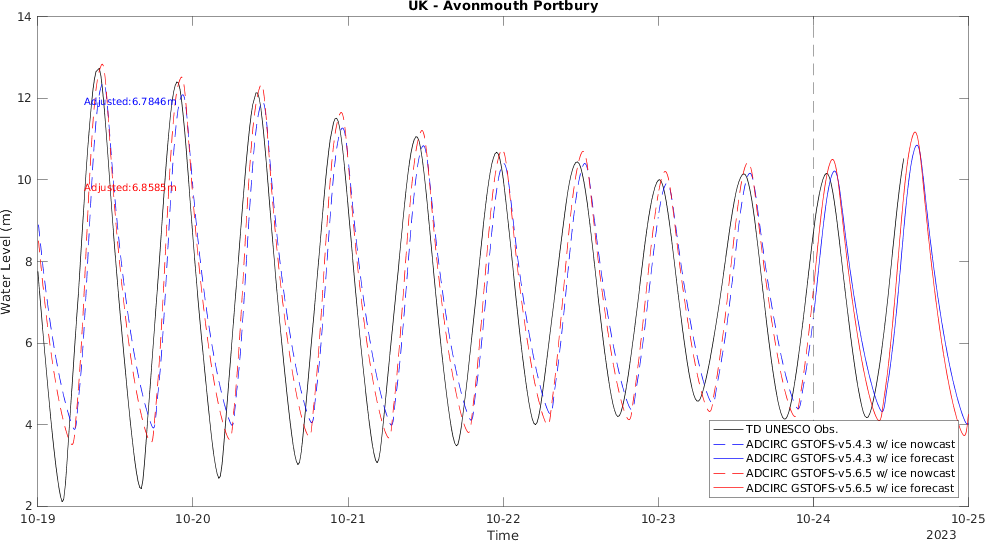 UK - Avonmouth Portbury
14
12
10
8
6
4
2
Water Level (m)
Adjusted:6.7846m
Adjusted:6.8585m
TD UNESCO Obs.
ADCIRC GSTOFS-v5.4.3 w/ ice nowcast
ADCIRC GSTOFS-v5.4.3 w/ ice forecast
ADCIRC GSTOFS-v5.6.5 w/ ice nowcast
ADCIRC GSTOFS-v5.6.5 w/ ice forecast
10-19 10-20 10-21 10-22 10-23 10-24 10-25
Time
2023